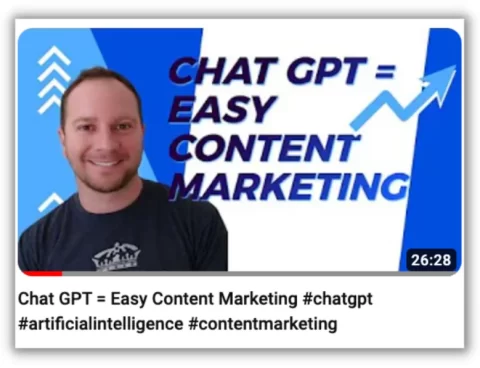 CHAT GPT =
EASY
CONTENT
MARKETING
26:28
Chat GPT = Easy Content Marketing #chatgpt
#artificialintelligence #contentmarketing